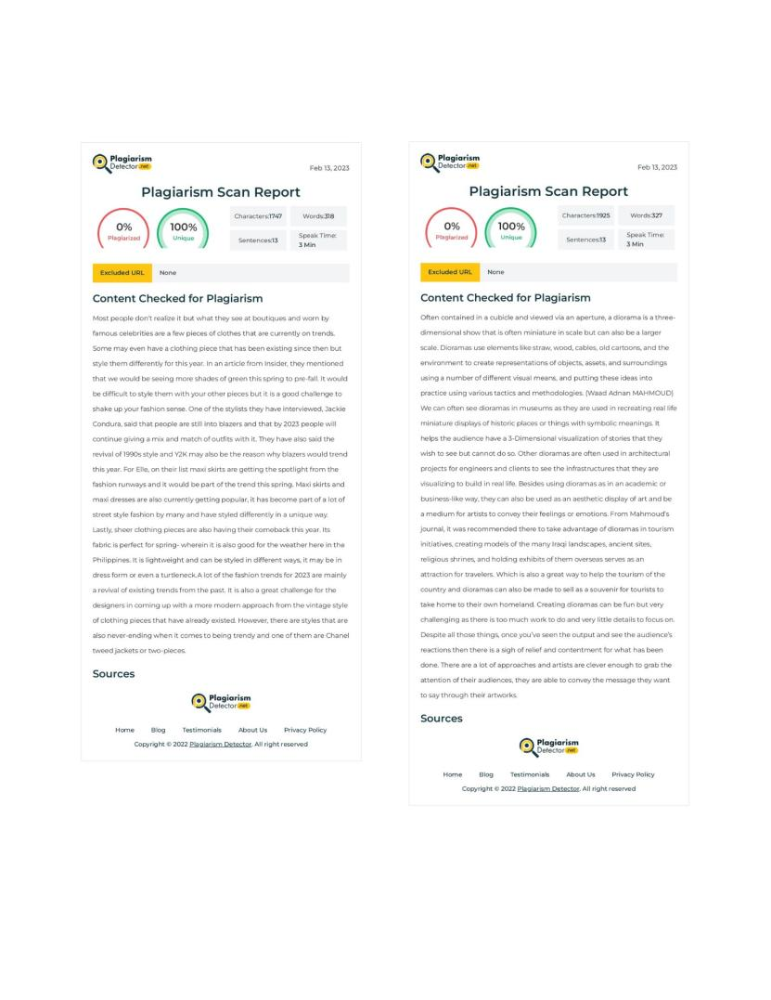 Plagiarism
Detector.net
Feb 13, 2023
Plagiarism Scan Report
0%
Plagiarized
100%
Unique
Characters:1747
Words:318
Sentences:13
Speak Time:
3 Min
Excluded URL
None
Content Checked for Plagiarism
Most people don't realize it but what they see at boutiques and worn by
famous celebrities are a few pieces of clothes that are currently on trends.
Some may even have a clothing piece that has been existing since then but
style them differently for this year. In an article from Insider, they mentioned
that we would be seeing more shades of green this spring to pre-fall. It would
be difficult to style them with your other pieces but it is a good challenge to
shake up your fashion sense. One of the stylists they have interviewed, Jackie
Condura, said that people are still into blazers and that by 2023 people will
continue giving a mix and match of outfits with it. They have also said the
revival of 1990s style and Y2K may also be the reason why blazers would trend
this year. For Elle, on their list maxi skirts are getting the spotlight from the
fashion runways and it would be part of the trend this spring. Maxi skirts and
maxi dresses are also currently getting popular, it has become part of a lot of
street style fashion by many and have styled differently in a unique way.
Lastly, sheer clothing pieces are also having their comeback this year. Its
fabric is perfect for spring- wherein it is also good for the weather here in the
Philippines. It is lightweight and can be styled in different ways, it may be in
dress form or even a turtleneck.A lot of the fashion trends for 2023 are mainly
a revival of existing trends from the past. It is also a great challenge for the
designers in coming up with a more modern approach from the vintage style
of clothing pieces that have already existed. However, there are styles that are
also never-ending when it comes to being trendy and one of them are Chanel
tweed jackets or two-pieces.
Sources
Plagiarism
Detector.net
Home Blog Testimonials About Us Privacy Policy
Copyright © 2022 Plagiarism Detector. All right reserved
Plagiarism
Detector.net
Feb 13, 2023
Plagiarism Scan Report
0%
Plagiarized
100%
Unique
Characters:1925
Words:327
Sentences:13
Speak Time:
3 Min
Excluded URL
None
Content Checked for Plagiarism
Often contained in a cubicle and viewed via an aperture, a diorama is a three-
dimensional show that is often miniature in scale but can also be a larger
scale. Dioramas use elements like straw, wood, cables, old cartons, and the
environment to create representations of objects, assets, and surroundings
using a number of different visual means, and putting these ideas into
practice using various tactics and methodologies. (Waad Adnan MAHMOUD)
We can often see dioramas in museums as they are used in recreating real life
miniature displays of historic places or things with symbolic meanings. It
helps the audience have a 3-Dimensional visualization of stories that they
wish to see but cannot do so. Other dioramas are often used in architectural
projects for engineers and clients to see the infrastructures that they are
visualizing to build in real life. Besides using dioramas as in an academic or
business-like way, they can also be used as an aesthetic display of art and be
a medium for artists to convey their feelings or emotions. From Mahmoud's
journal, it was recommended there to take advantage of dioramas in tourism
initiatives, creating models of the many Iraqi landscapes, ancient sites,
religious shrines, and holding exhibits of them overseas serves as an
attraction for travelers. Which is also a great way to help the tourism of the
country and dioramas can also be made to sell as a souvenir for tourists to
take home to their own homeland. Creating dioramas can be fun but very
challenging as there is too much work to do and very little details to focus on.
Despite all those things, once you've seen the output and see the audience's
reactions then there is a sigh of relief and contentment for what has been
done. There are a lot of approaches and artists are clever enough to grab the
attention of their audiences, they are able to convey the message they want
to say through their artworks.
Sources
Plagiarism
Detector.net
Home Blog Testimonials About Us Privacy Policy
Copyright © 2022 Plagiarism Detector. All right reserved